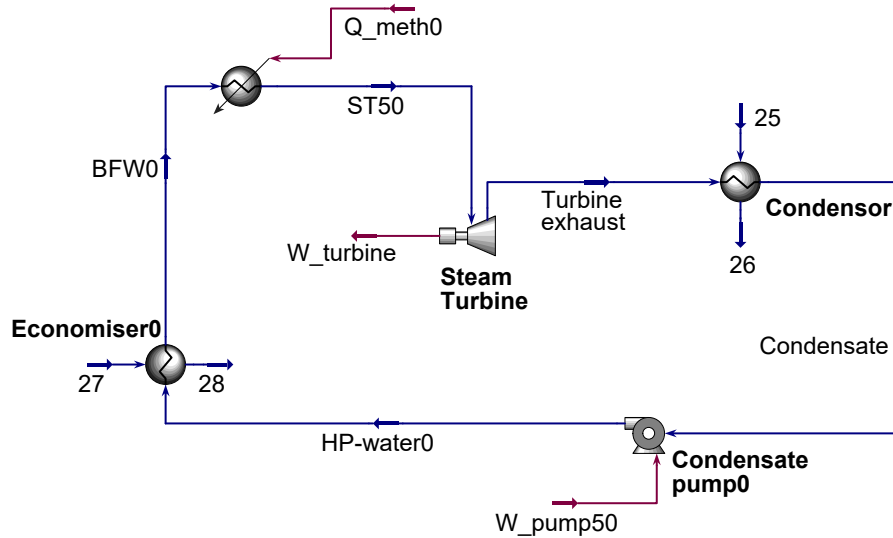 Q_meth0
ST50
25
BFW0
Turbine
exhaust
Condensor
W_turbine
26
Steam
Turbine
Economiser0
Condensate
27
28
HP-water0
Condensate
pump0
W_pump50